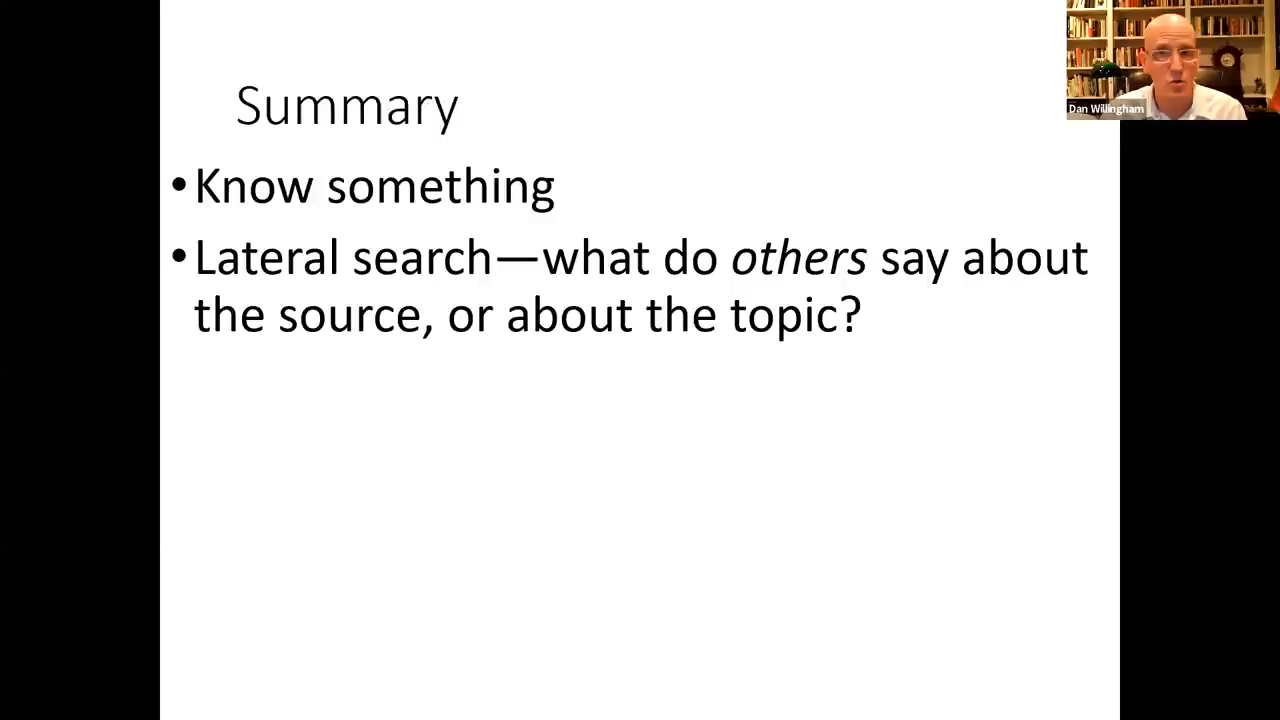 Summary
Dan Willingham
•Know something
•Lateral search—what do others say about
the source, or about the topic?